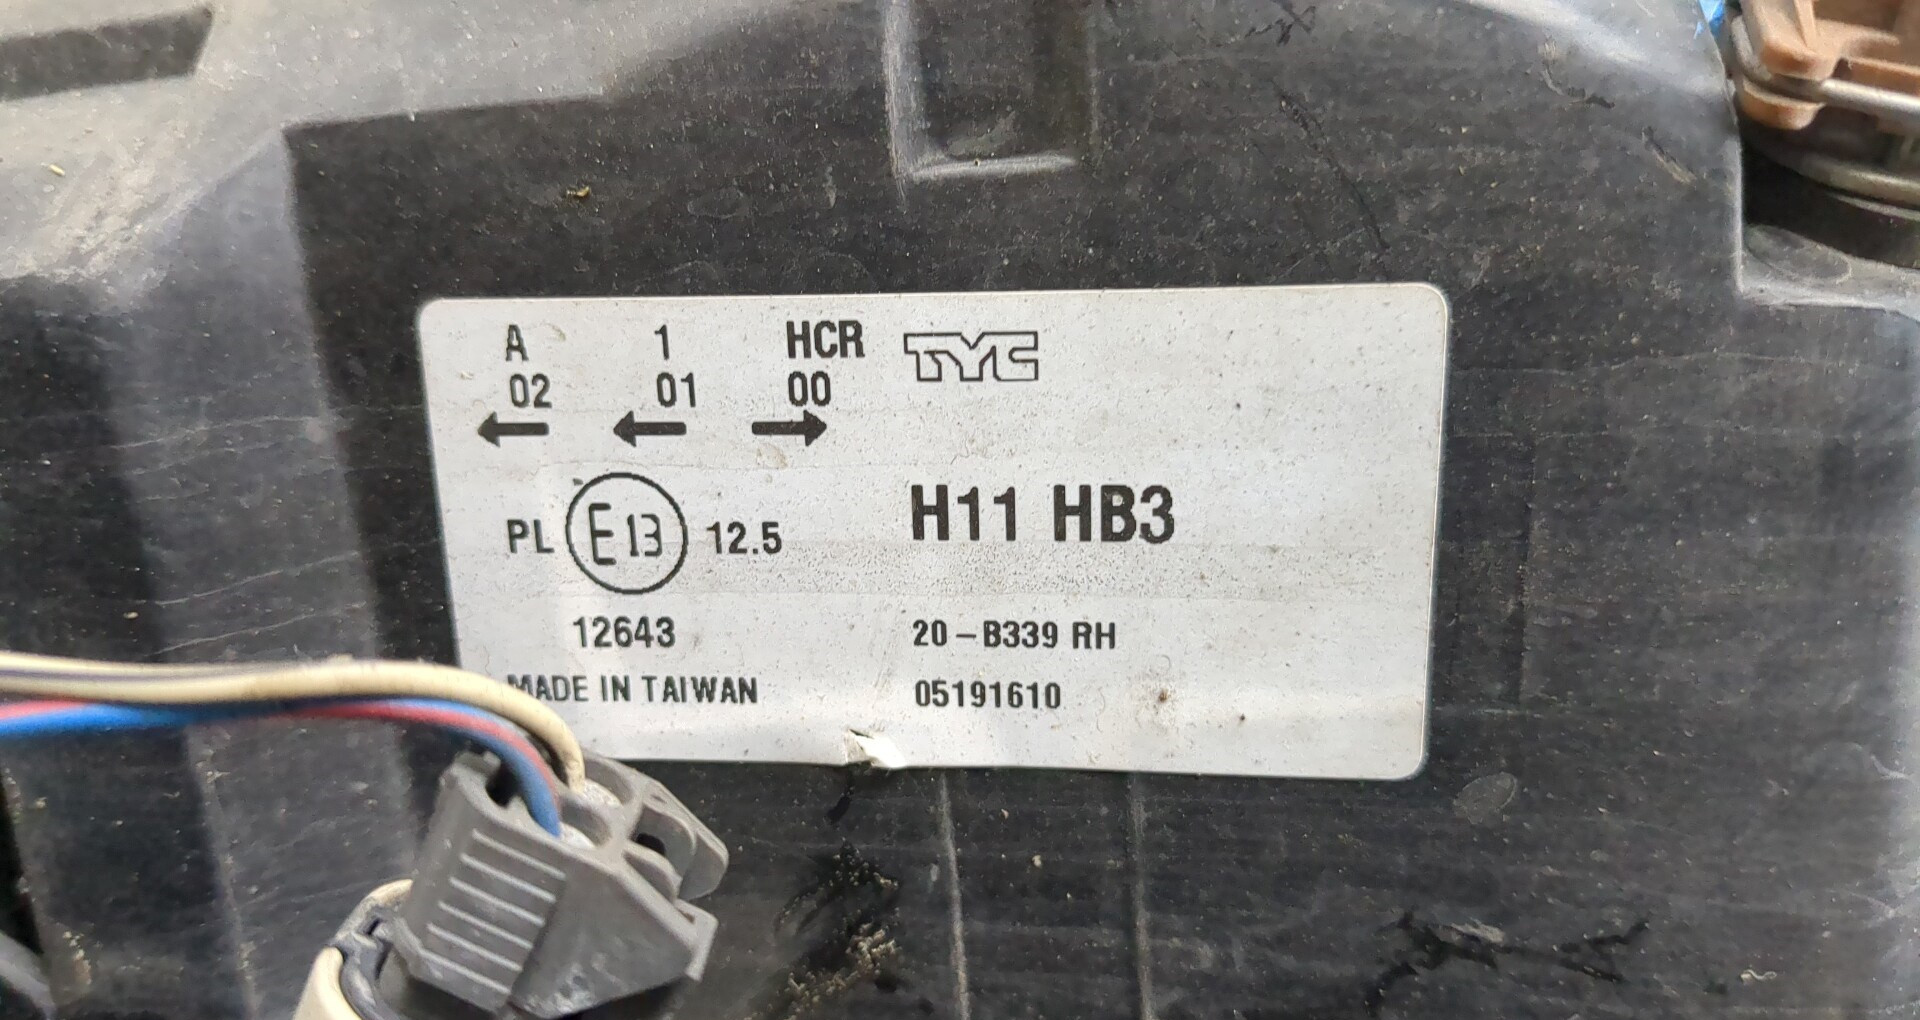 A 1 HCR TYC
02 01 00
PL E13 12.5 H11 HB3
12643 20-B339 RH
MADE IN TAIWAN 05191610